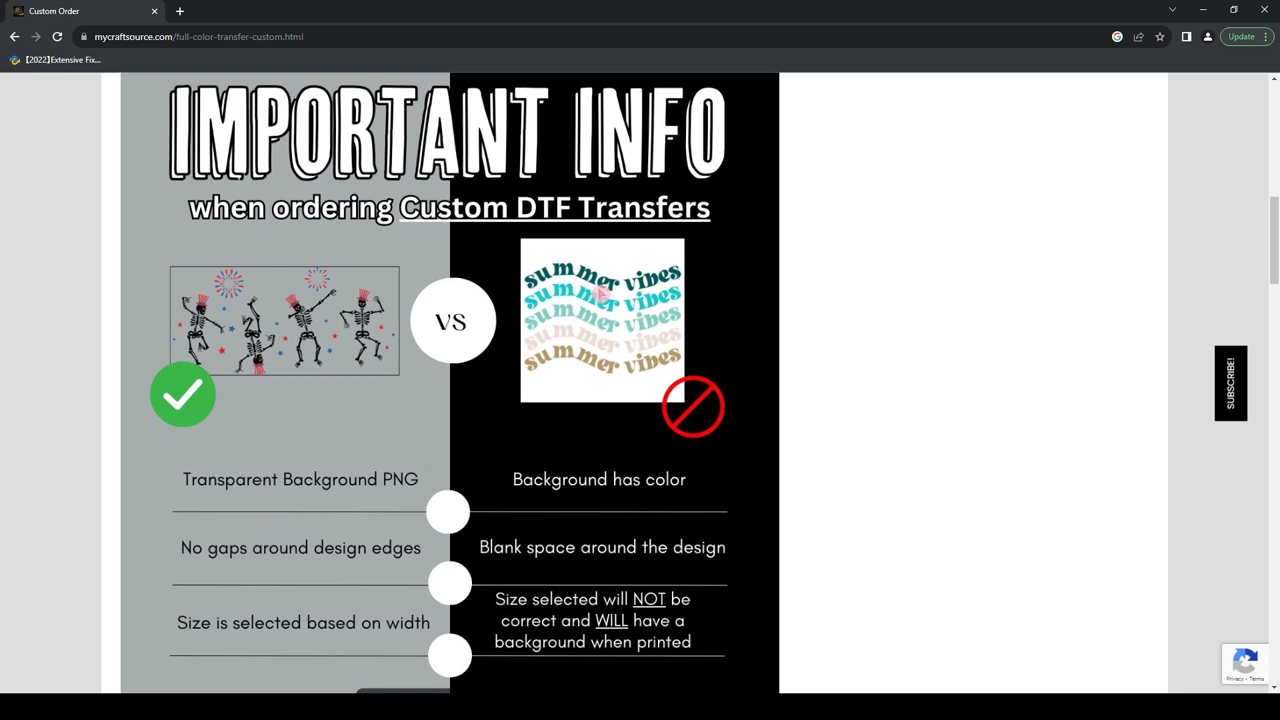 Custom Order
mycraftsource.com/full-color-transfer-custom.html
Update
【2022】Extensive Fix...
IMPORTANT INFO
when ordering Custom DTF Transfers
summer vibes
summer vibes
summer vibes
summer vibes
summer vibes
VS
Transparent Background PNG
Background has color
No gaps around design edges
Blank space around the design
Size is selected based on width
Size selected will NOT be
correct and WILL have a
background when printed
SUBSCRIBE!
Privacy - Terms